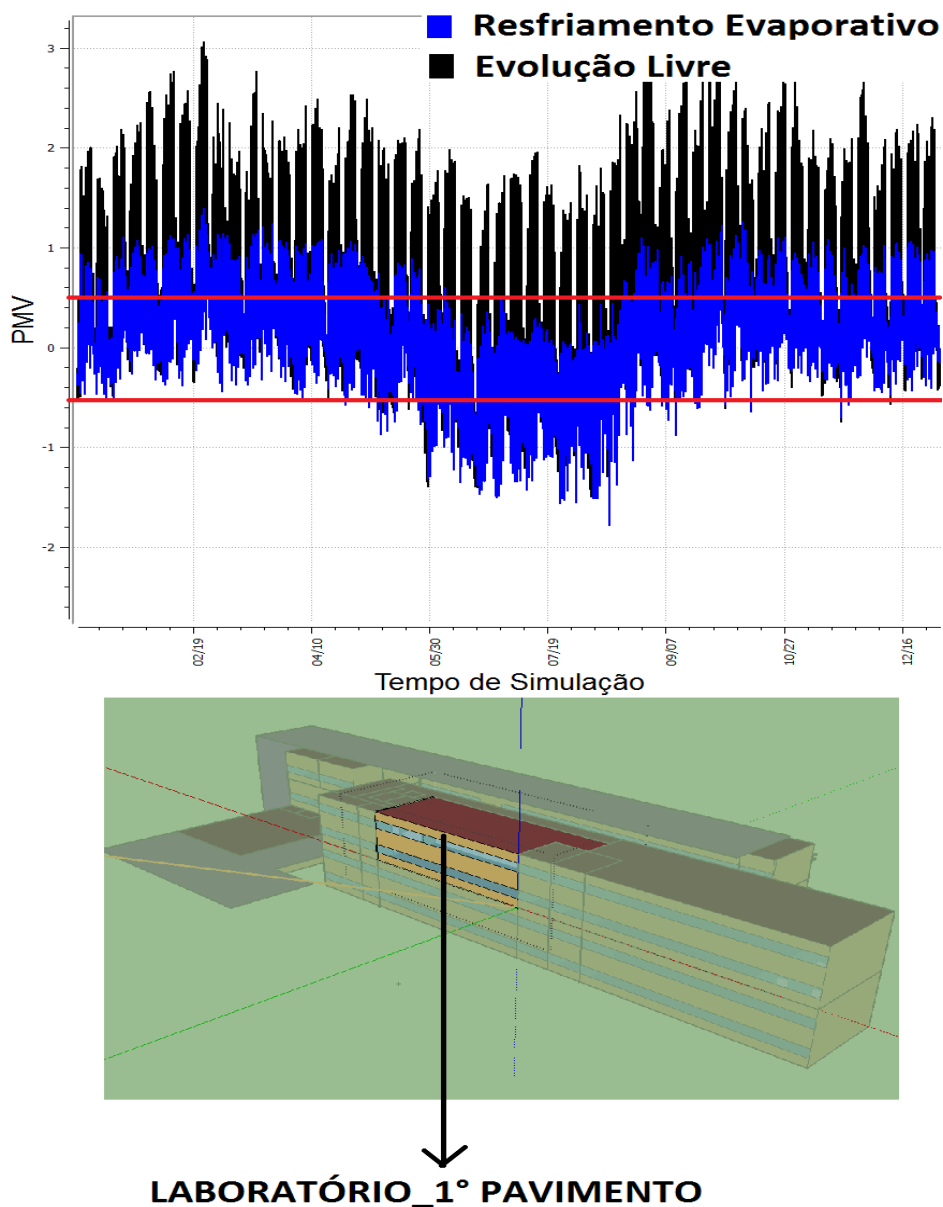 Resfriamento Evaporativo
Evolução Livre
3
2
1
0
-1
-2
PMV
02/19
04/10
05/30
07/19
09/07
10/27
12/16
Tempo de Simulação
LABORATÓRIO_1° PAVIMENTO